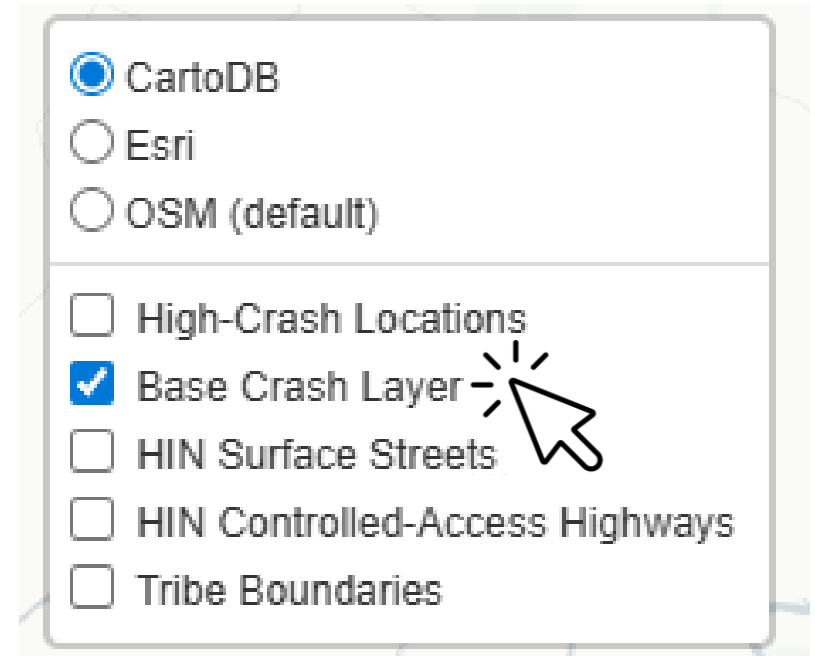 CartoDB
Esri
OSM (default)
High-Crash Locations
Base Crash Layer
HIN Surface Streets
HIN Controlled-Access Highways
Tribe Boundaries